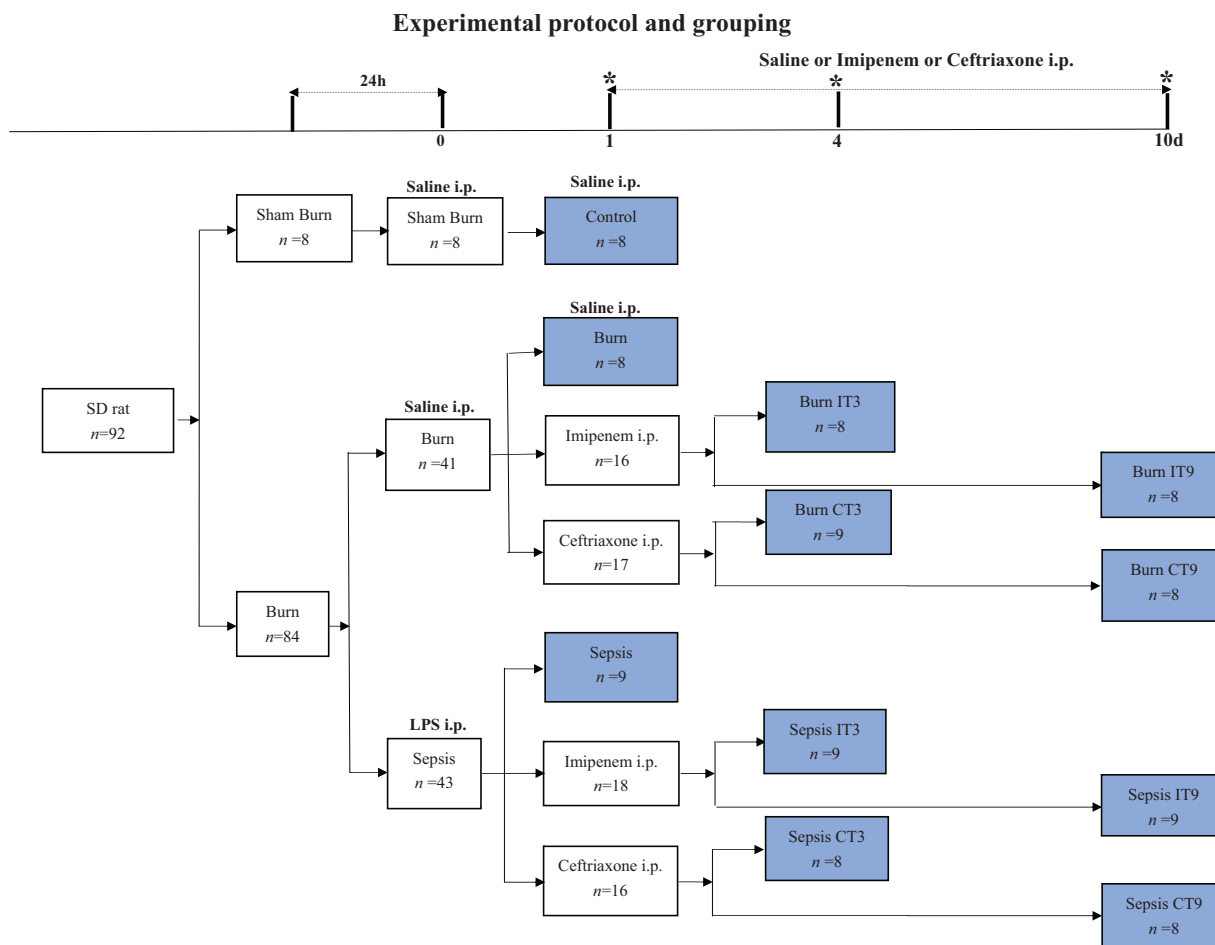 Experimental protocol and grouping
Saline or Imipenem or Ceftriaxone i.p.
24h
* * *
0 1 4 10d
Saline i.p.
Saline i.p.
Sham Burn
n =8
Sham Burn
n =8
Control
n =8
Saline i.p.
Burn
n =8
SD rat
n=92
Saline i.p.
Burn
n =41
Imipenem i.p.
n=16
Burn IT3
n =8
Burn IT9
n =8
Ceftriaxone i.p.
n=17
Burn CT3
n =9
Burn CT9
n =8
Burn
n=84
Sepsis
n =9
LPS i.p.
Sepsis
n =43
Imipenem i.p.
n=18
Sepsis IT3
n =9
Sepsis IT9
n =9
Ceftriaxone i.p.
n=16
Sepsis CT3
n =8
Sepsis CT9
n =8